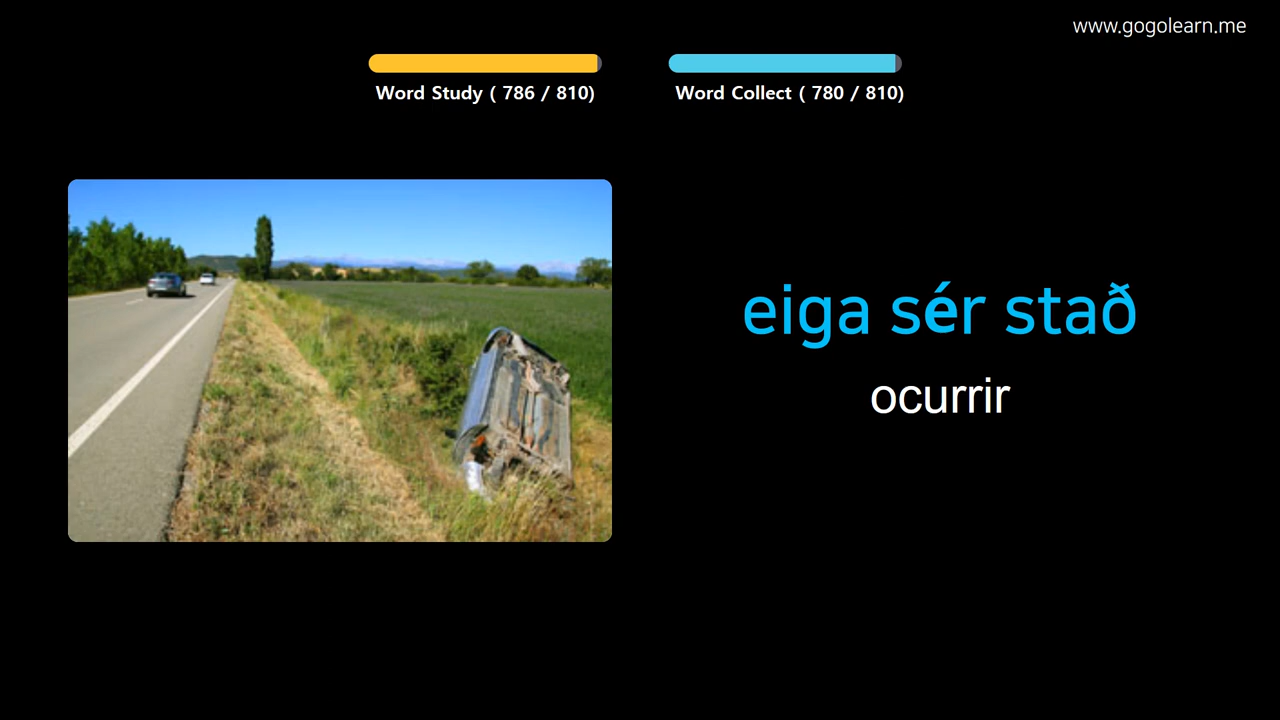 www.gogolearn.me
Word Study ( 786 / 810)
Word Collect ( 780 / 810)
eiga sér stað
ocurrir